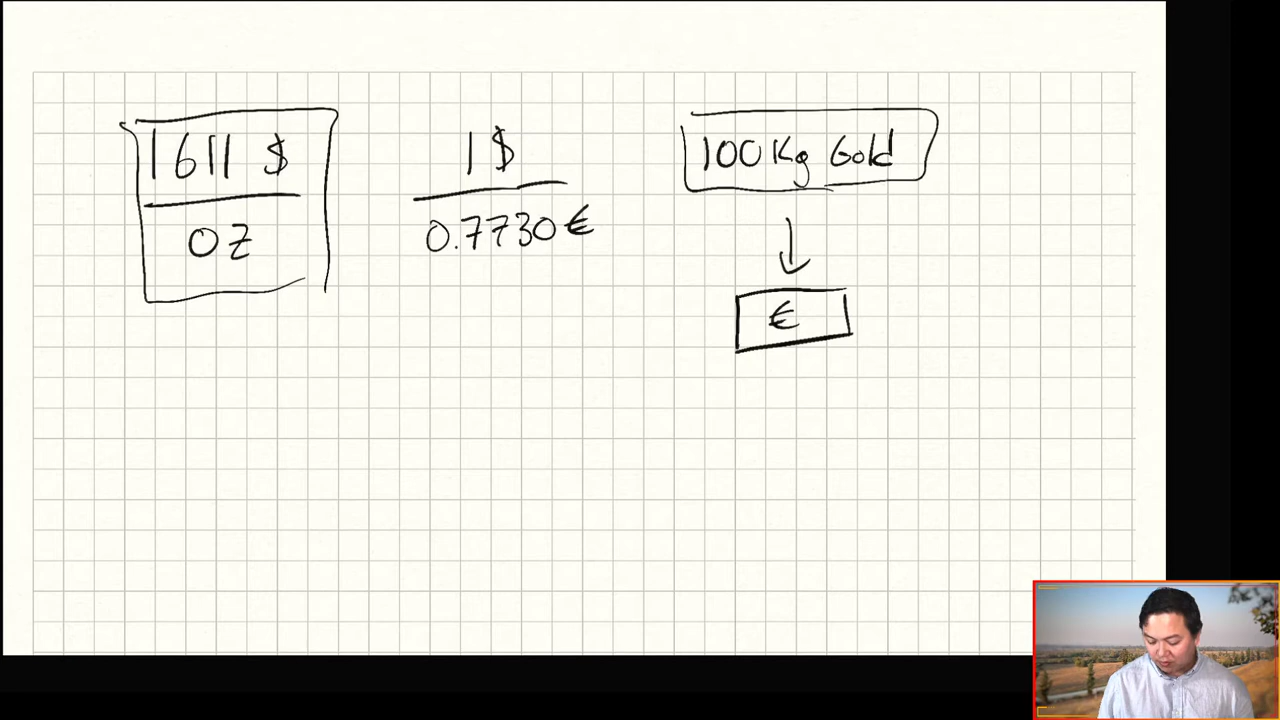 1611 $
oz
1 $
0.7730 €
100 Kg Gold
€